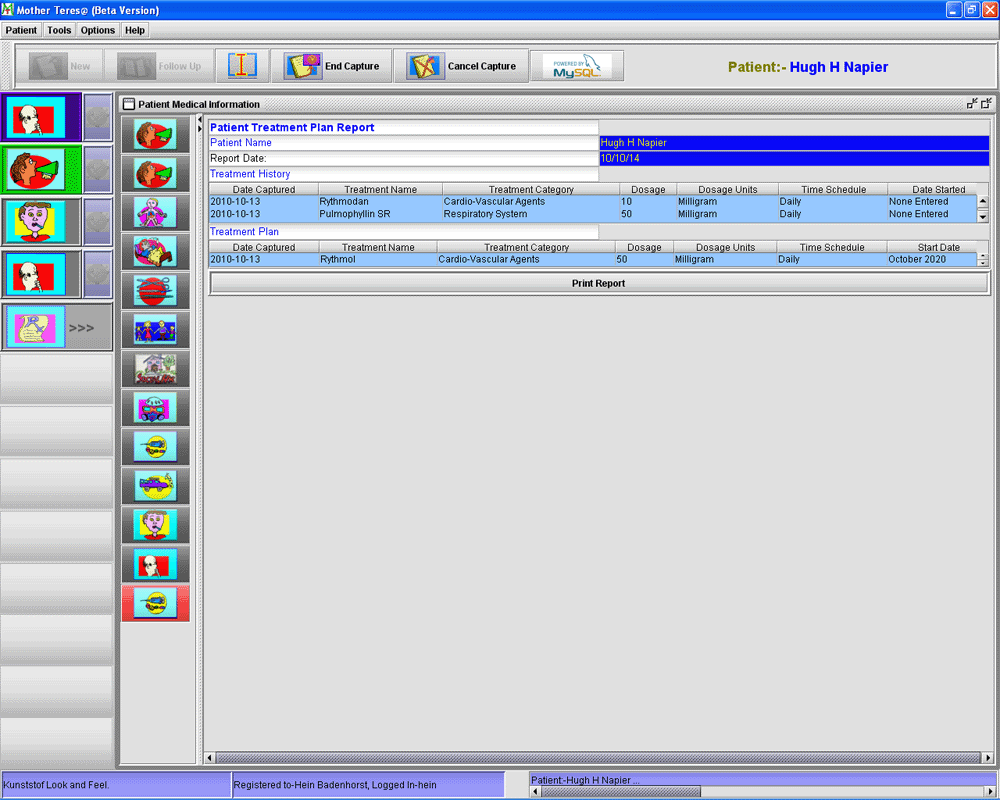 Mother Teres@ (Beta Version)
Patient Tools Options Help
New Follow Up End Capture Cancel Capture POWERED BY MySQL Patient:- Hugh H Napier
Patient Medical Information
Patient Treatment Plan Report
Patient Name Hugh H Napier
Report Date: 10/10/14
Treatment History
Date Captured Treatment Name Treatment Category Dosage Dosage Units Time Schedule Date Started
2010-10-13 Rythmodan Cardio-Vascular Agents 10 Milligram Daily None Entered
2010-10-13 Pulmophyllin SR Respiratory System 50 Milligram Daily None Entered
Treatment Plan
Date Captured Treatment Name Treatment Category Dosage Dosage Units Time Schedule Start Date
2010-10-13 Rythmol Cardio-Vascular Agents 50 Milligram Daily October 2020
Print Report
>>>
Kunststof Look and Feel. Registered to-Hein Badenhorst, Logged In-hein Patient:-Hugh H Napier ...